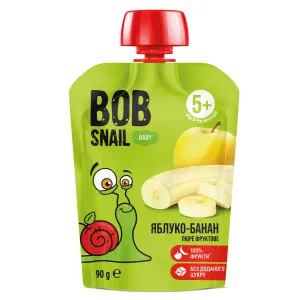 BOB
SNAIL
BABY
5+
ЯБЛУКО-БАНАН
ПЮРЕ ФРУКТОВЕ
100%
ФРУКТИ
БЕЗ ДОДАНОГО
ЦУКРУ
90 g ℮